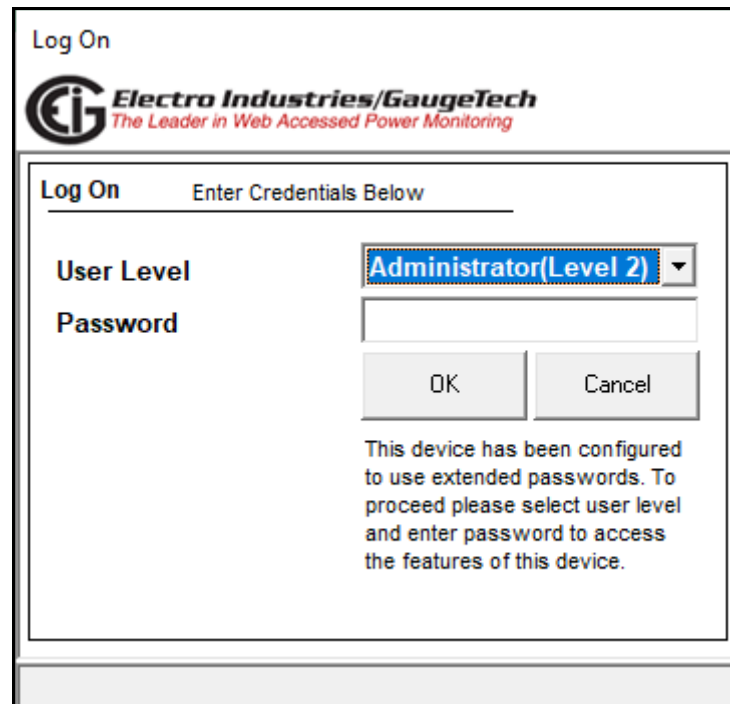 Log On
EIG Electro Industries/GaugeTech
The Leader in Web Accessed Power Monitoring
Log On Enter Credentials Below
User Level Administrator(Level 2)
Password
OK Cancel
This device has been configured
to use extended passwords. To
proceed please select user level
and enter password to access
the features of this device.